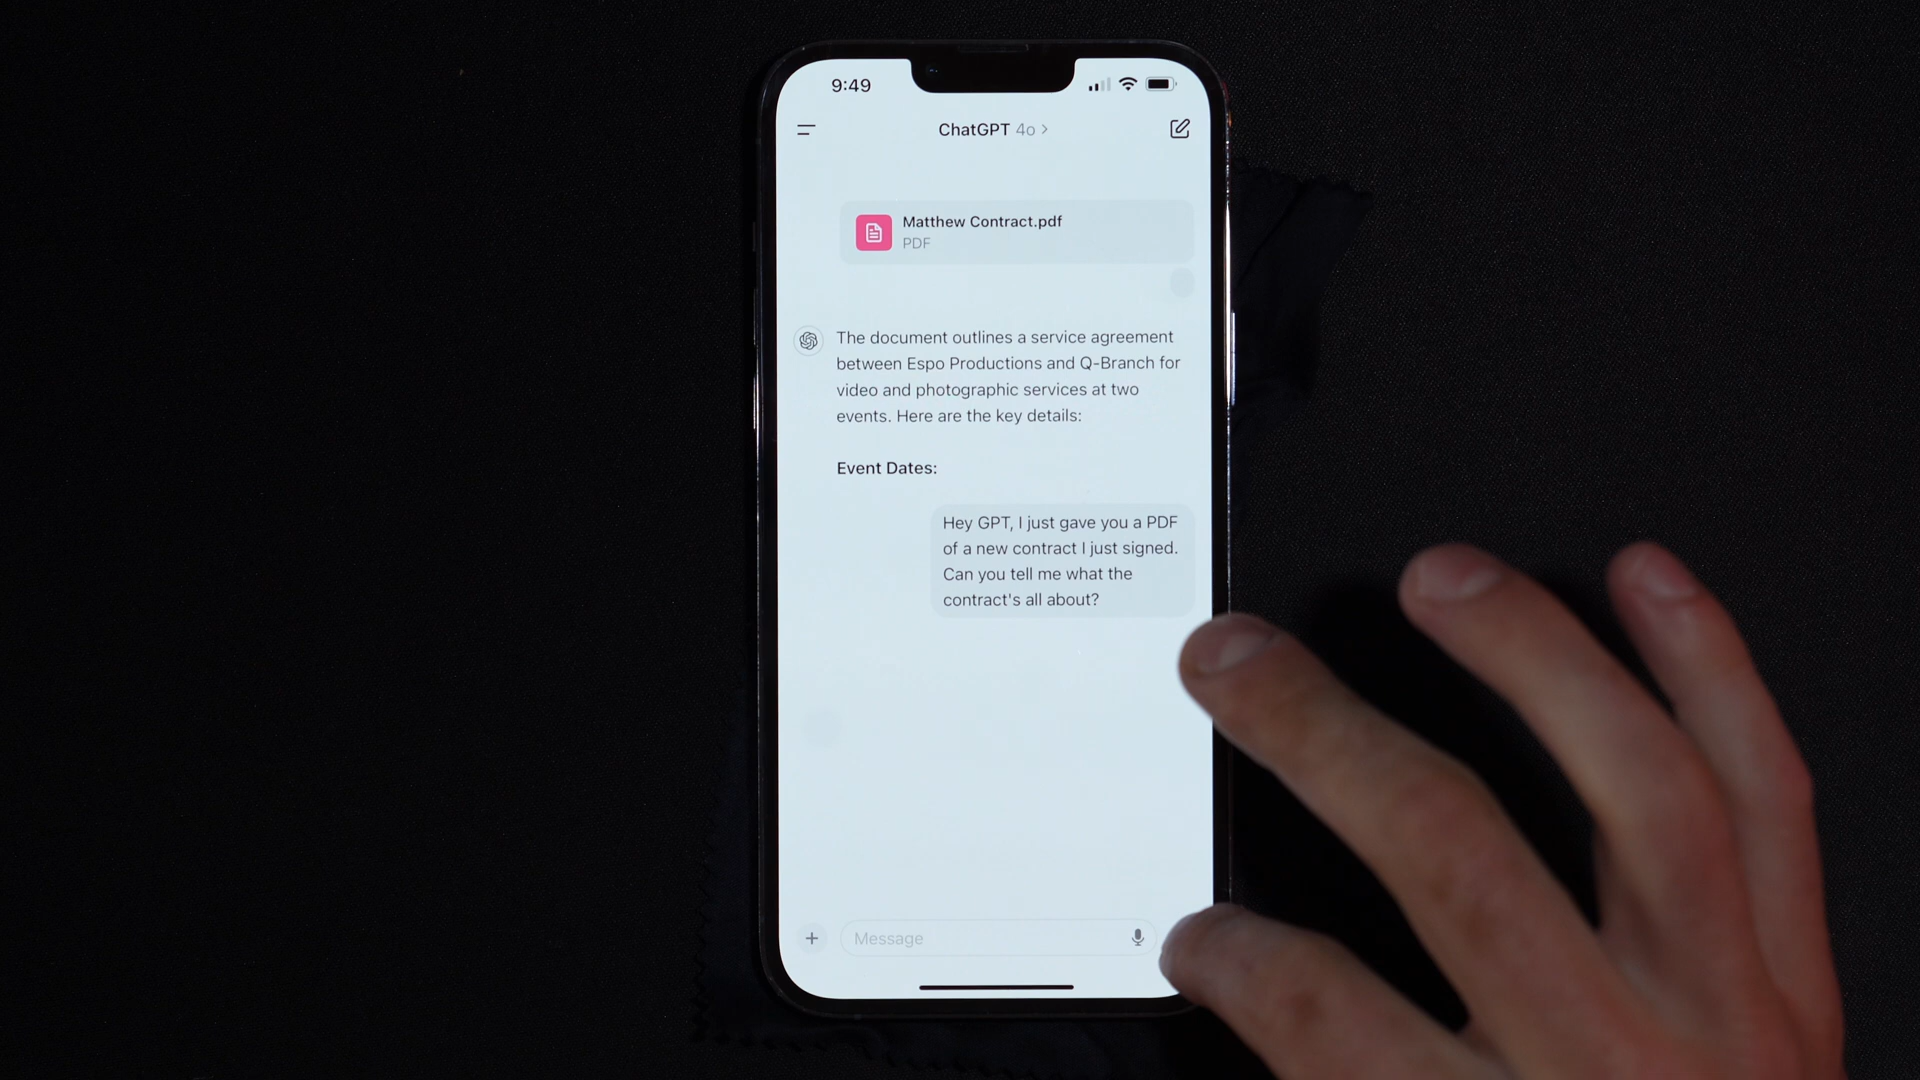 9:49
ChatGPT 4o >
Matthew Contract.pdf
PDF
The document outlines a service agreement
between Espo Productions and Q-Branch for
video and photographic services at two
events. Here are the key details:
Event Dates:
Hey GPT, I just gave you a PDF
of a new contract I just signed.
Can you tell me what the
contract's all about?
Message